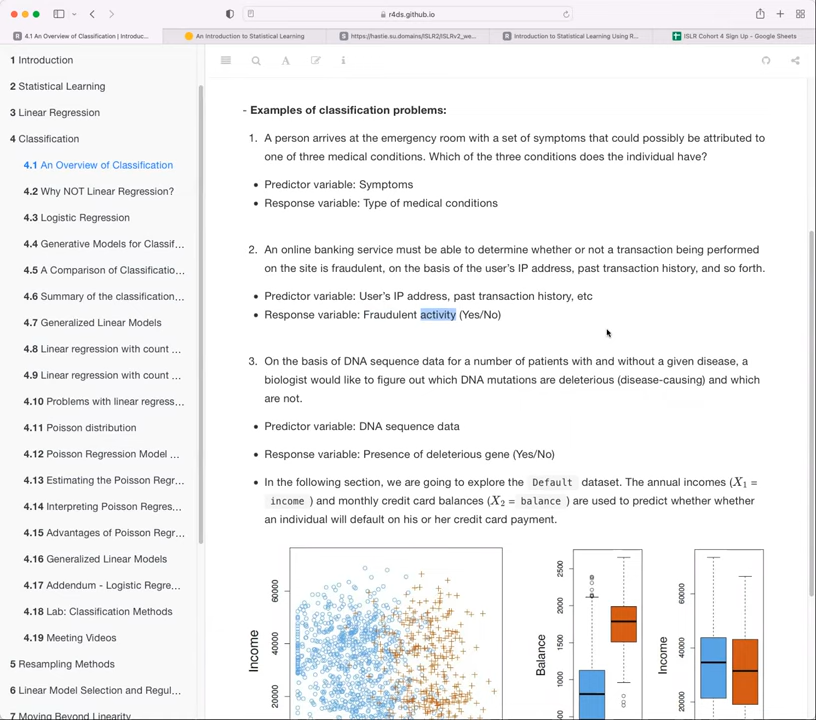 r4ds.github.io
4.1 An Overview of Classification | Introduc...
An Introduction to Statistical Learning
https://hastie.su.domains/ISLR2/ISLRv2_we...
Introduction to Statistical Learning Using R...
ISLR Cohort 4 Sign Up - Google Sheets
1 Introduction
2 Statistical Learning
3 Linear Regression
4 Classification
4.1 An Overview of Classification
4.2 Why NOT Linear Regression?
4.3 Logistic Regression
4.4 Generative Models for Classif...
4.5 A Comparison of Classificatio...
4.6 Summary of the classification...
4.7 Generalized Linear Models
4.8 Linear regression with count ...
4.9 Linear regression with count ...
4.10 Problems with linear regress...
4.11 Poisson distribution
4.12 Poisson Regression Model ...
4.13 Estimating the Poisson Regr...
4.14 Interpreting Poisson Regres...
4.15 Advantages of Poisson Regr...
4.16 Generalized Linear Models
4.17 Addendum - Logistic Regre...
4.18 Lab: Classification Methods
4.19 Meeting Videos
5 Resampling Methods
6 Linear Model Selection and Regul...
7 Moving Beyond Linearity
- Examples of classification problems:
1. A person arrives at the emergency room with a set of symptoms that could possibly be attributed to
one of three medical conditions. Which of the three conditions does the individual have?
• Predictor variable: Symptoms
• Response variable: Type of medical conditions
2. An online banking service must be able to determine whether or not a transaction being performed
on the site is fraudulent, on the basis of the user's IP address, past transaction history, and so forth.
• Predictor variable: User's IP address, past transaction history, etc
• Response variable: Fraudulent activity (Yes/No)
3. On the basis of DNA sequence data for a number of patients with and without a given disease, a
biologist would like to figure out which DNA mutations are deleterious (disease-causing) and which
are not.
• Predictor variable: DNA sequence data
• Response variable: Presence of deleterious gene (Yes/No)
• In the following section, we are going to explore the Default dataset. The annual incomes (X₁ =
income ) and monthly credit card balances (X₂ = balance ) are used to predict whether whether
an individual will default on his or her credit card payment.
Income
60000
40000
20000
Balance
2500
2000
1500
1000
500
Income
60000
40000
20000